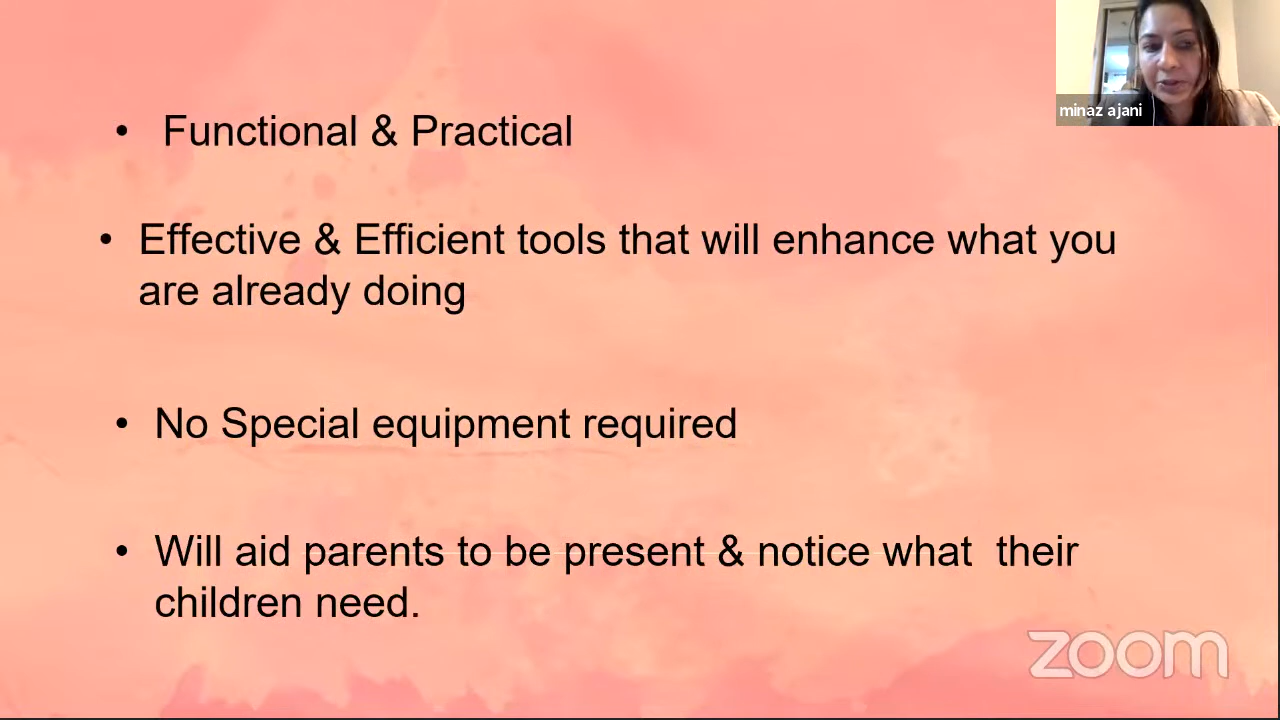 minaz ajani
• Functional & Practical
• Effective & Efficient tools that will enhance what you
are already doing
• No Special equipment required
• Will aid parents to be present & notice what  their
children need.
zoom